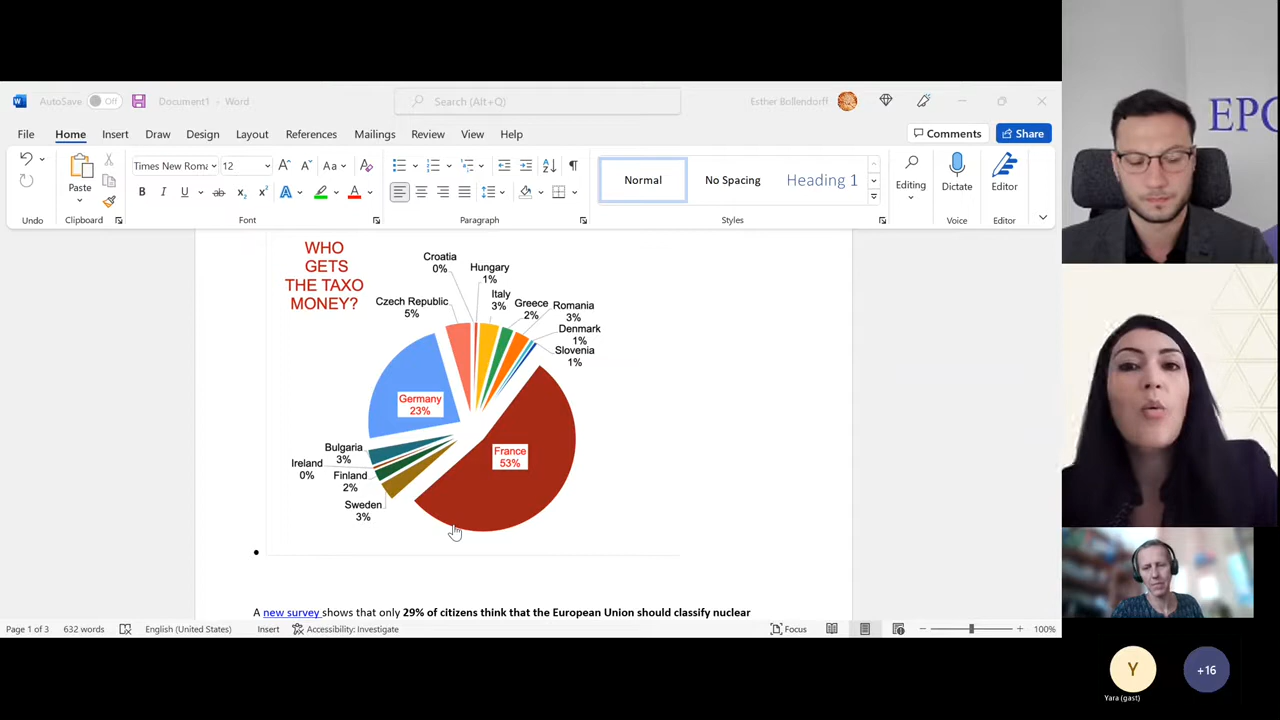 AutoSave Off Document1 - Word Search (Alt+Q) Esther Bollendorff
File Home Insert Draw Design Layout References Mailings Review View Help Comments Share
Times New Roma 12
Paste
Normal No Spacing Heading 1
Editing Dictate Editor
Undo Clipboard Font Paragraph Styles Voice Editor
WHO
GETS
THE TAXO
MONEY?
Croatia
0%
Hungary
1%
Italy
3%
Greece
2%
Romania
3%
Denmark
1%
Slovenia
1%
Czech Republic
5%
Germany
23%
France
53%
Bulgaria
3%
Ireland
0%
Finland
2%
Sweden
3%
A new survey shows that only 29% of citizens think that the European Union should classify nuclear
Page 1 of 3 632 words English (United States) Insert Accessibility: Investigate Focus 100%
EPC
Y
+16
Yara (gast)